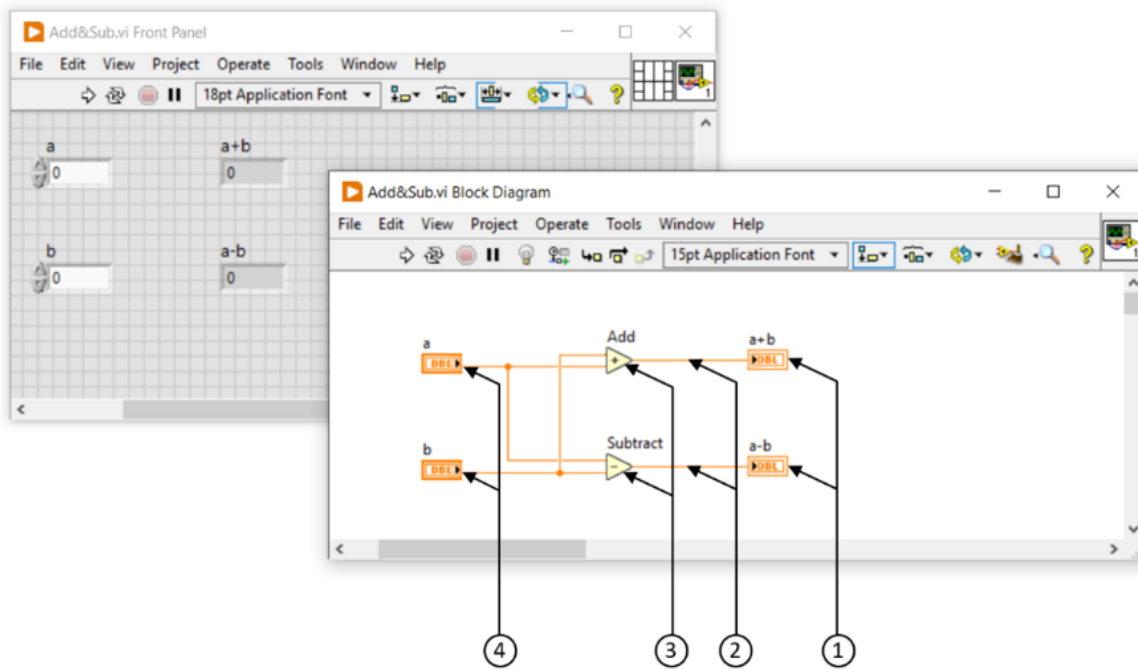 Add&Sub.vi Front Panel
File Edit View Project Operate Tools Window Help
18pt Application Font
1
a
0
a+b
0
b
0
a-b
0
Add&Sub.vi Block Diagram
File Edit View Project Operate Tools Window Help
15pt Application Font
1
a
DBL
Add
+
a+b
DBL
b
DBL
Subtract
-
a-b
DBL
4 3 2 1